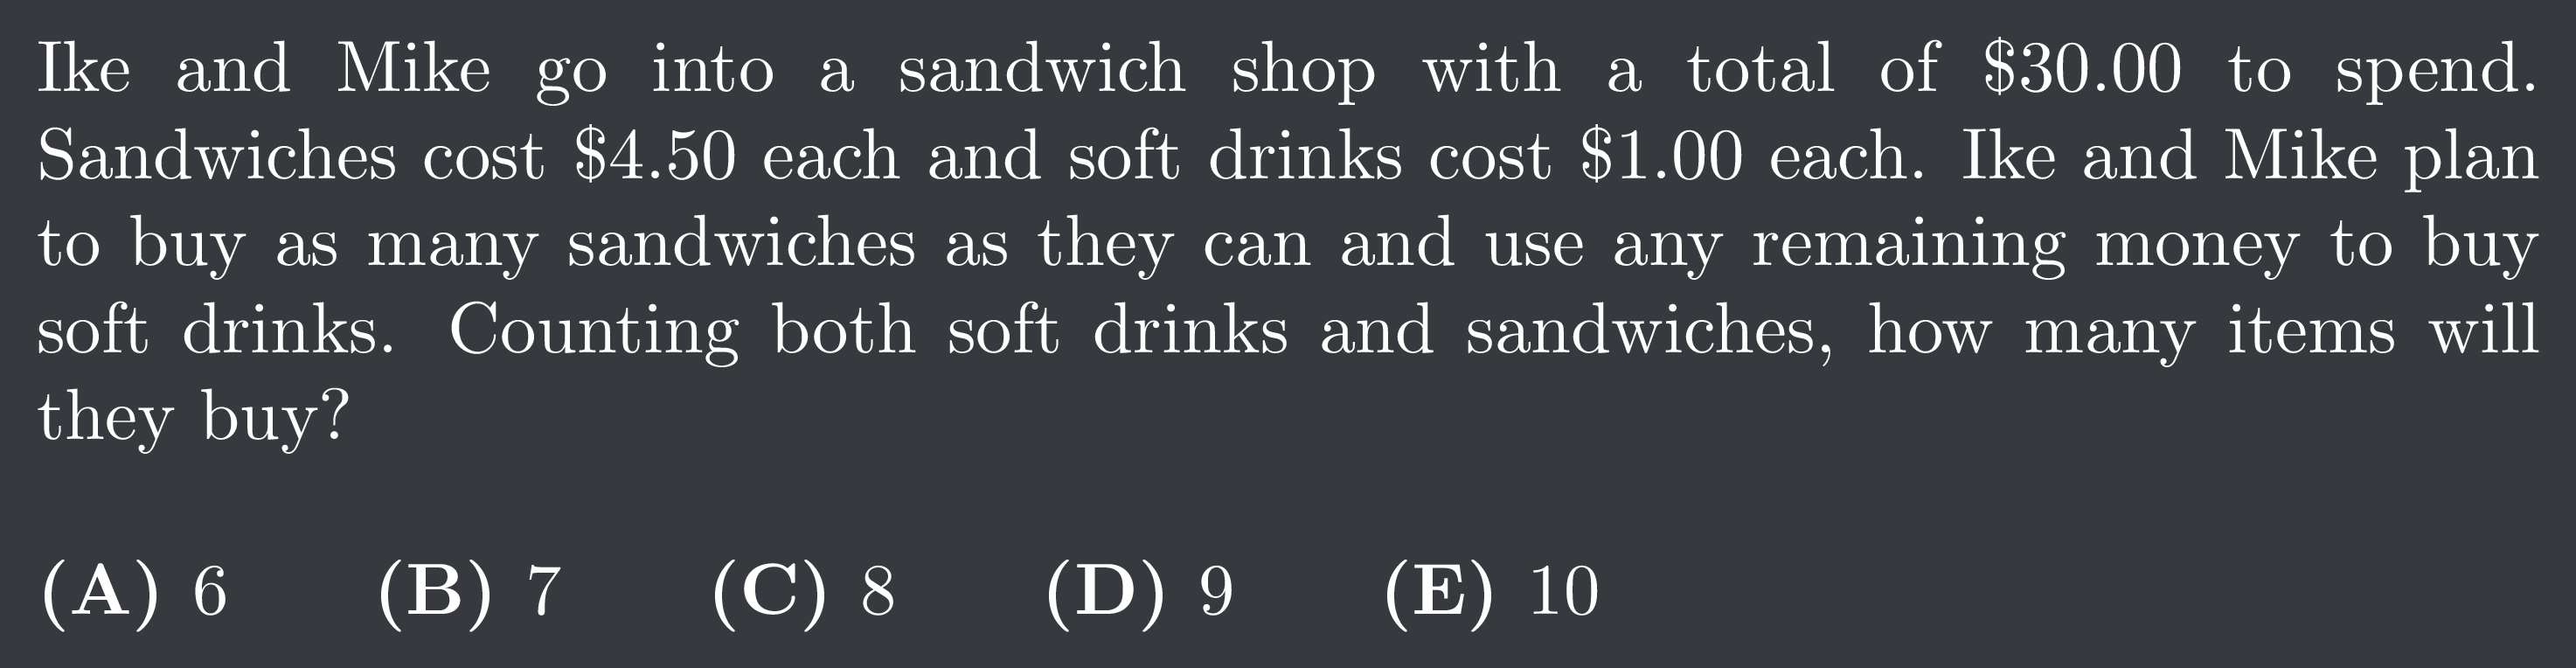 Ike and Mike go into a sandwich shop with a total of $30.00 to spend.
Sandwiches cost $4.50 each and soft drinks cost $1.00 each. Ike and Mike plan
to buy as many sandwiches as they can and use any remaining money to buy
soft drinks. Counting both soft drinks and sandwiches, how many items will
they buy?
(A) 6 (B) 7 (C) 8 (D) 9 (E) 10